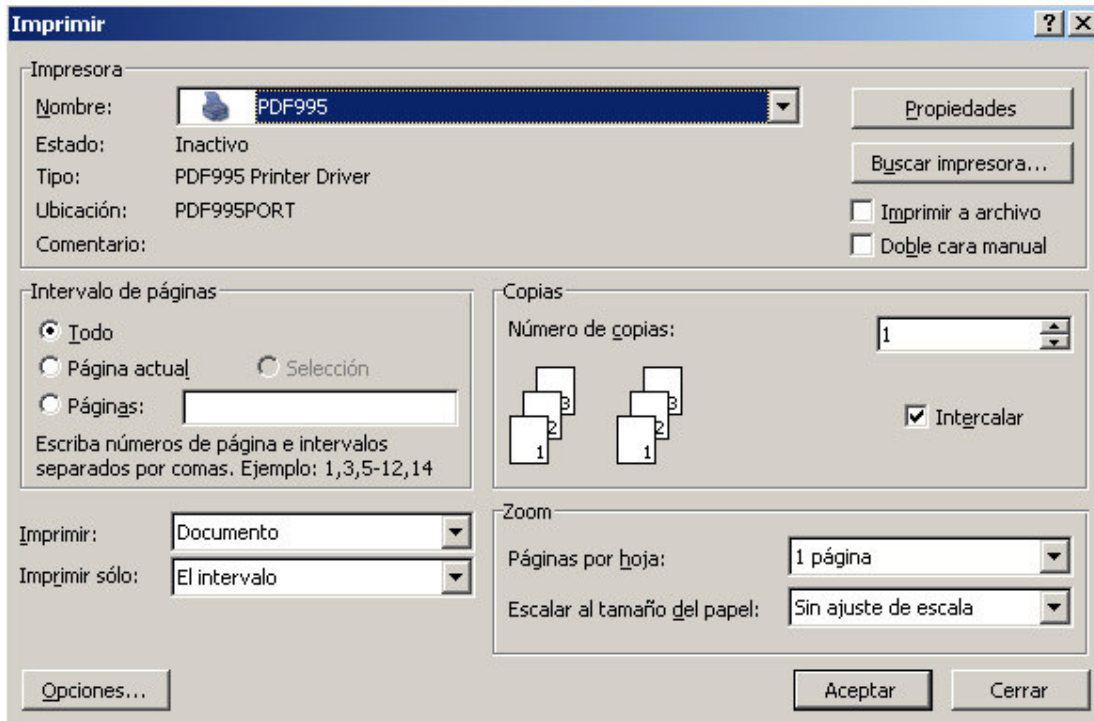 Imprimir
Impresora
Nombre: PDF995
Propiedades
Estado: Inactivo
Tipo: PDF995 Printer Driver
Buscar impresora...
Ubicación: PDF995PORT
Imprimir a archivo
Comentario:
Doble cara manual
Intervalo de páginas
Todo
Página actual Selección
Páginas:
Escriba números de página e intervalos
separados por comas. Ejemplo: 1,3,5-12,14
Copias
Número de copias: 1
3 3
2 2
1 1
Intercalar
Imprimir: Documento
Imprimir sólo: El intervalo
Zoom
Páginas por hoja: 1 página
Escalar al tamaño del papel: Sin ajuste de escala
Opciones... Aceptar Cerrar